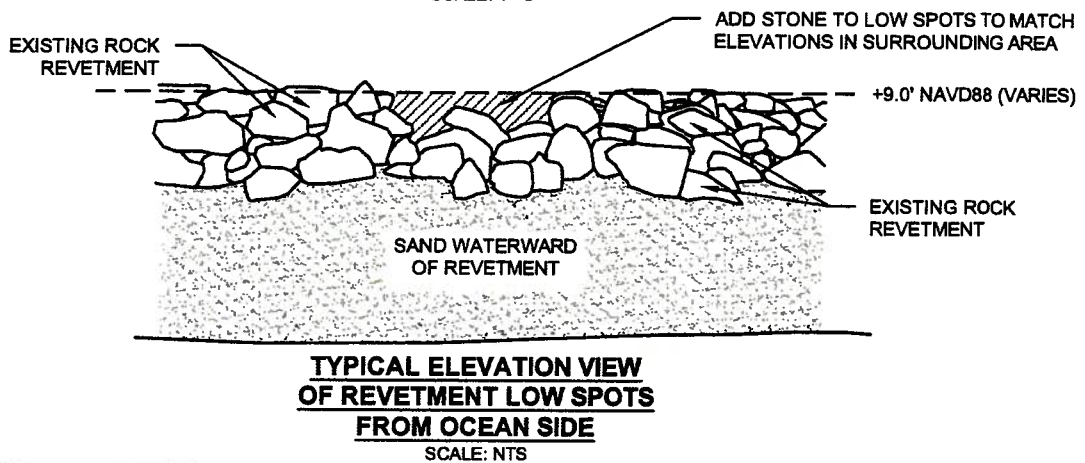 ADD STONE TO LOW SPOTS TO MATCH
ELEVATIONS IN SURROUNDING AREA
EXISTING ROCK
REVETMENT
+9.0' NAVD88 (VARIES)
EXISTING ROCK
REVETMENT
SAND WATERWARD
OF REVETMENT
TYPICAL ELEVATION VIEW
OF REVETMENT LOW SPOTS
FROM OCEAN SIDE
SCALE: NTS